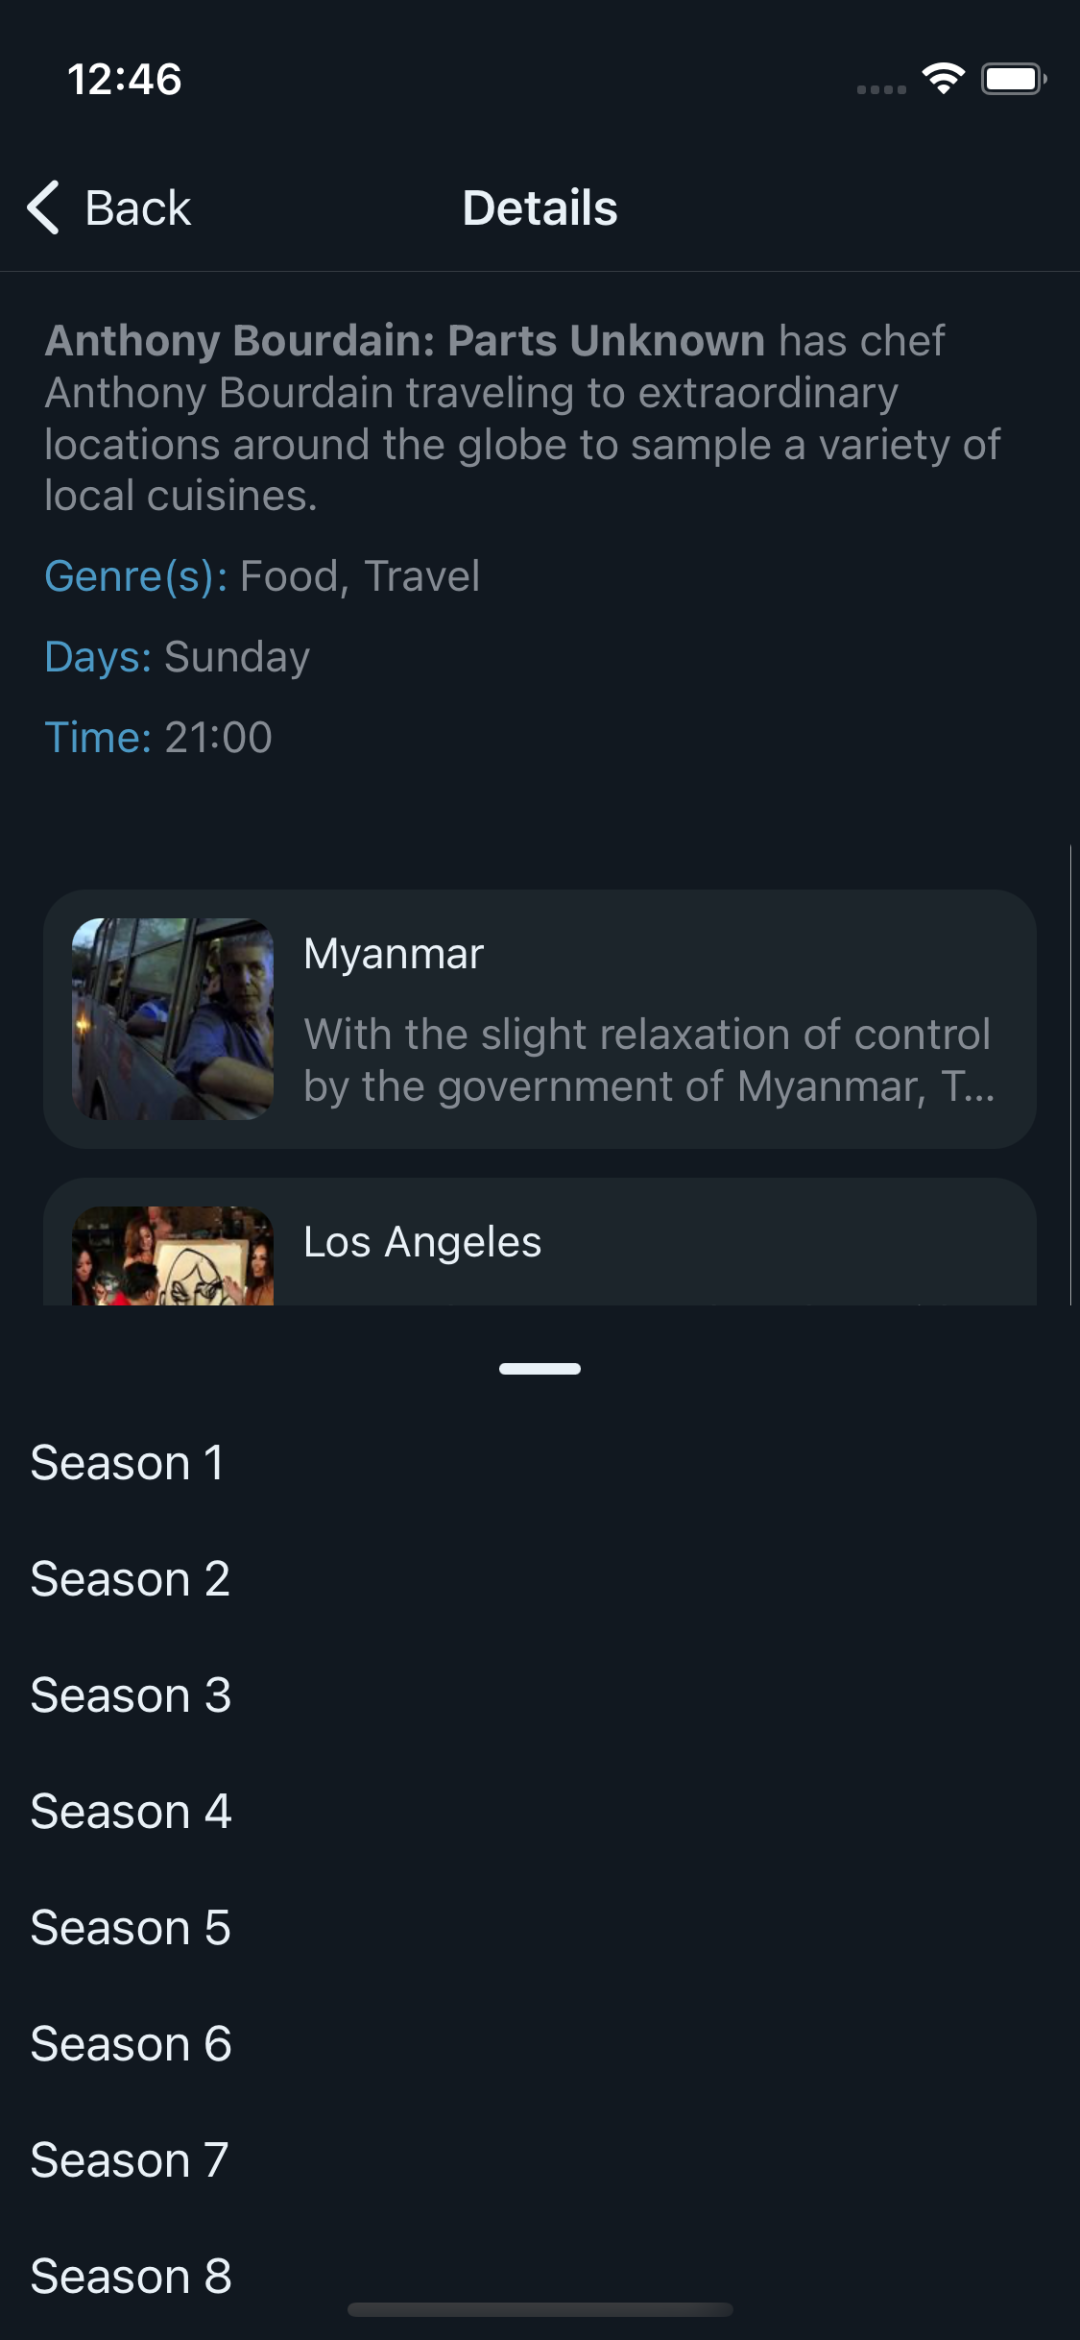 12:46
Back
Details
Anthony Bourdain: Parts Unknown has chef
Anthony Bourdain traveling to extraordinary
locations around the globe to sample a variety of
local cuisines.
Genre(s): Food, Travel
Days: Sunday
Time: 21:00
Myanmar
With the slight relaxation of control
by the government of Myanmar, T...
Los Angeles
Season 1
Season 2
Season 3
Season 4
Season 5
Season 6
Season 7
Season 8